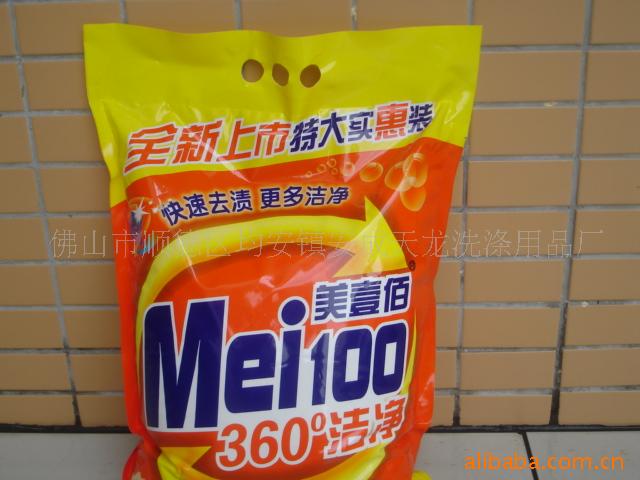 全新上市特大实惠装
快速去渍 更多洁净
佛山市顺德区均安镇安成天龙洗涤用品厂
美壹佰®
Mei100
360°洁净
alibaba.com.cn